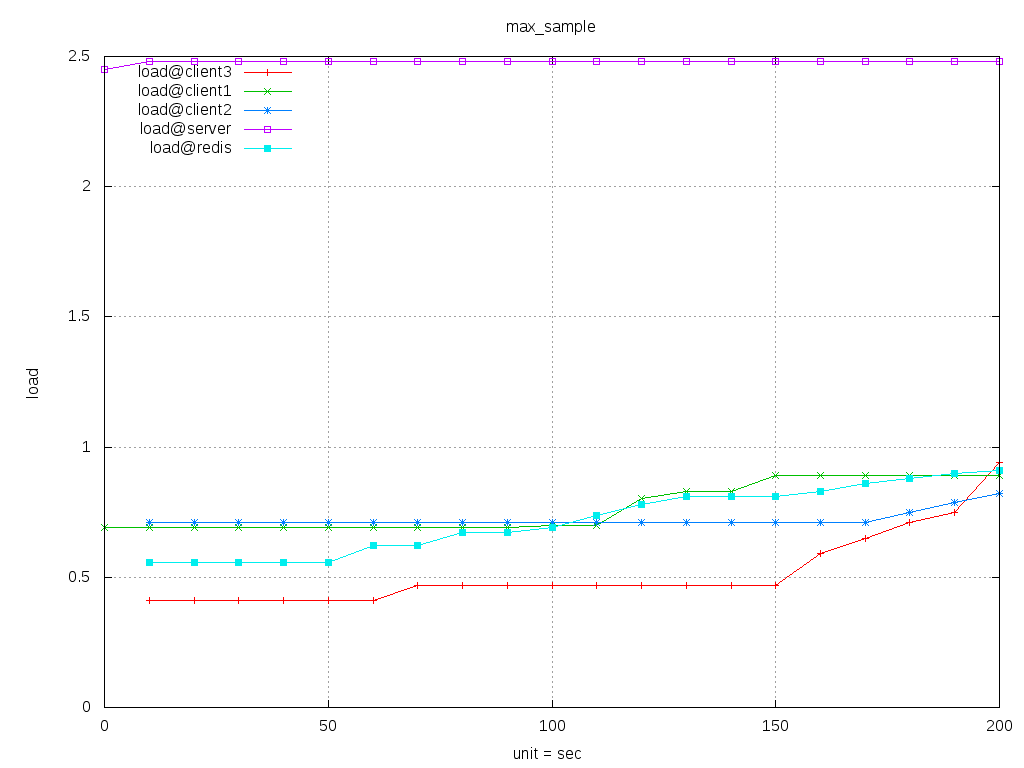 max_sample
2.5
load@client3
load@client1
load@client2
load@server
load@redis
2
1.5
load
1
0.5
0
0 50 100 150 200
unit = sec